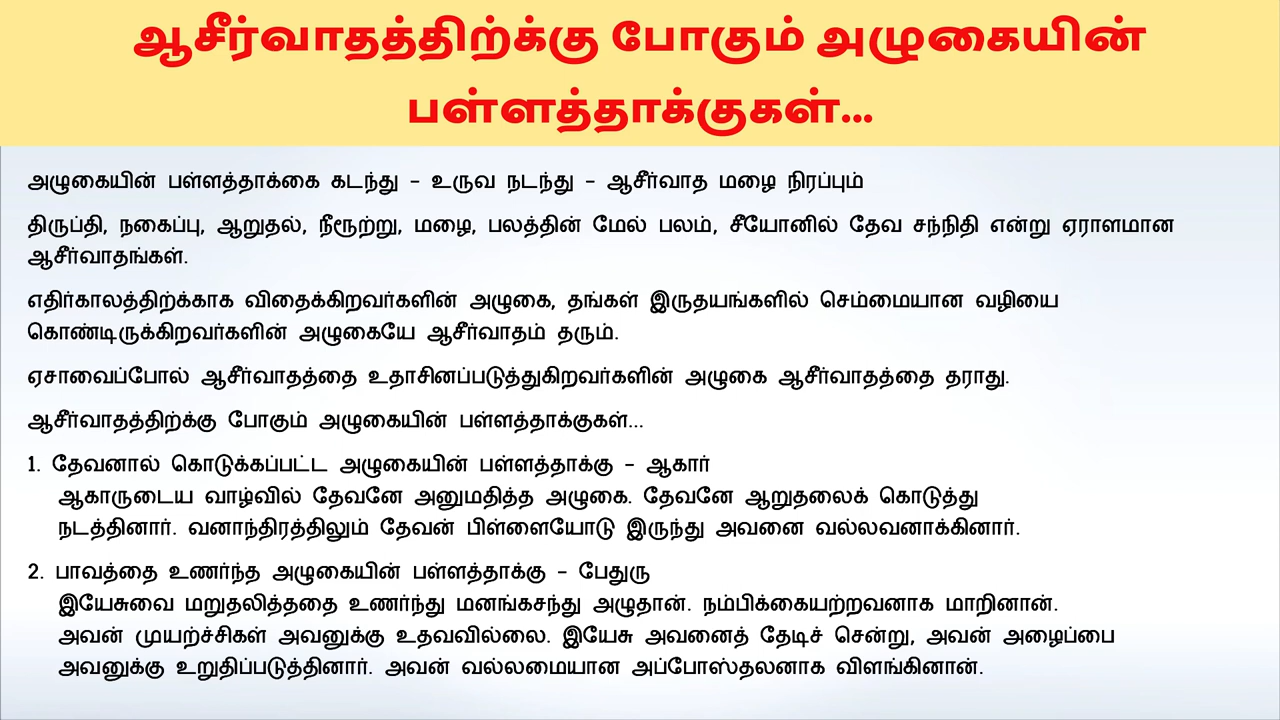 ஆசீர்வாதத்திற்க்கு போகும் அழுகையின்
பள்ளத்தாக்குகள்...
அழுகையின் பள்ளத்தாக்கை கடந்து – உருவ நடந்து – ஆசீர்வாத மழை நிரப்பும்
திருப்தி, நகைப்பு, ஆறுதல், நீரூற்று, மழை, பலத்தின் மேல் பலம், சீயோனில் தேவ சந்நிதி என்று ஏராளமான
ஆசீர்வாதங்கள்.
எதிர்காலத்திற்க்காக விதைக்கிறவர்களின் அழுகை, தங்கள் இருதயங்களில் செம்மையான வழியை
கொண்டிருக்கிறவர்களின் அழுகையே ஆசீர்வாதம் தரும்.
ஏசாவைப்போல் ஆசீர்வாதத்தை உதாசினப்படுத்துகிறவர்களின் அழுகை ஆசீர்வாதத்தை தராது.
ஆசீர்வாதத்திற்க்கு போகும் அழுகையின் பள்ளத்தாக்குகள்...
1. தேவனால் கொடுக்கப்பட்ட அழுகையின் பள்ளத்தாக்கு – ஆகார்
ஆகாருடைய வாழ்வில் தேவனே அனுமதித்த அழுகை. தேவனே ஆறுதலைக் கொடுத்து
நடத்தினார். வனாந்திரத்திலும் தேவன் பிள்ளையோடு இருந்து அவனை வல்லவனாக்கினார்.
2. பாவத்தை உணர்ந்த அழுகையின் பள்ளத்தாக்கு – பேதுரு
இயேசுவை மறுதலித்ததை உணர்ந்து மனங்கசந்து அழுதான். நம்பிக்கையற்றவனாக மாறினான்.
அவன் முயற்ச்சிகள் அவனுக்கு உதவவில்லை. இயேசு அவனைத் தேடிச் சென்று, அவன் அழைப்பை
அவனுக்கு உறுதிப்படுத்தினார். அவன் வல்லமையான அப்போஸ்தலனாக விளங்கினான்.